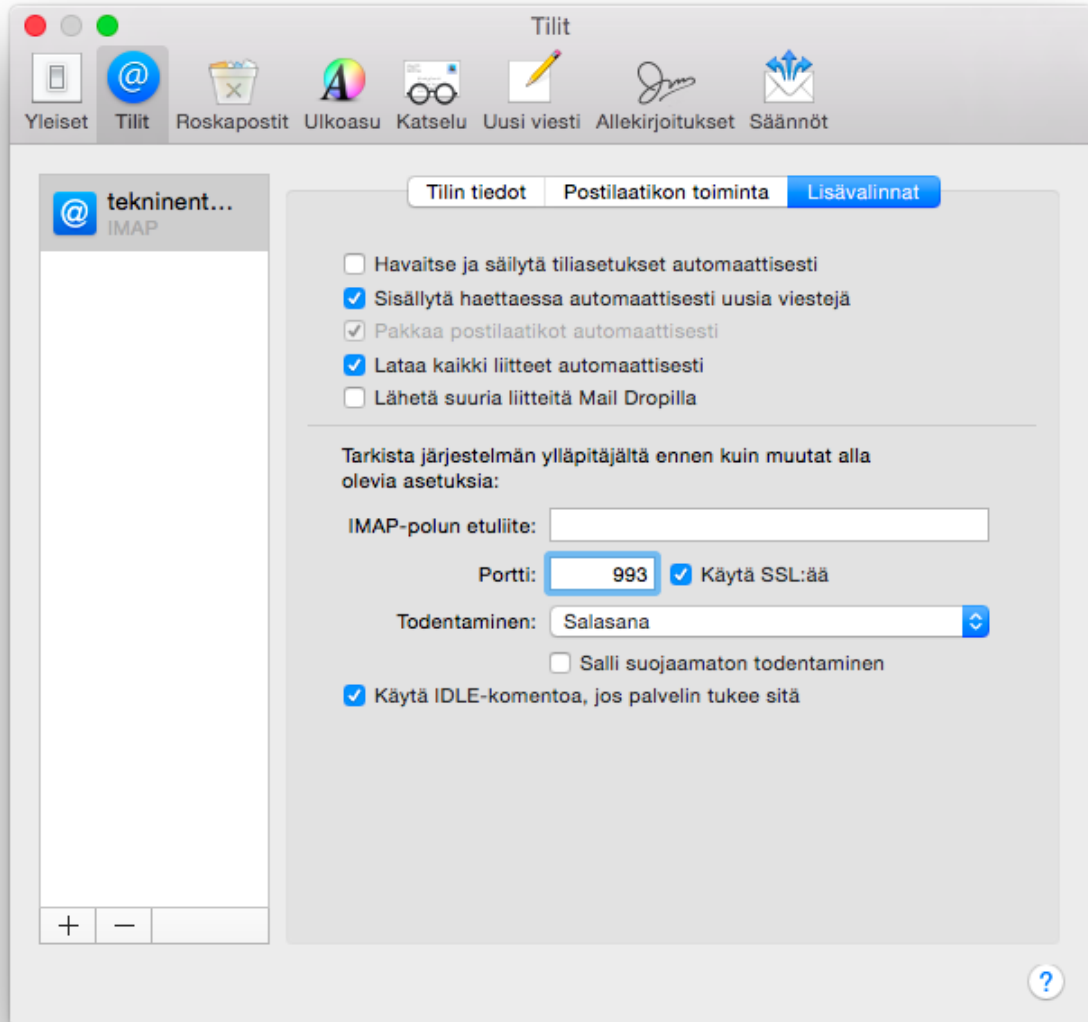 Tilit
Yleiset Tilit Roskapostit Ulkoasu Katselu Uusi viesti Allekirjoitukset Säännöt
tekninent...
IMAP
Tilin tiedot Postilaatikon toiminta Lisävalinnat
Havaitse ja säilytä tiliasetukset automaattisesti
Sisällytä haettaessa automaattisesti uusia viestejä
Pakkaa postilaatikot automaattisesti
Lataa kaikki liitteet automaattisesti
Lähetä suuria liitteitä Mail Dropilla
Tarkista järjestelmän ylläpitäjältä ennen kuin muutat alla
olevia asetuksia:
IMAP-polun etuliite:
Portti: 993 Käytä SSL:ää
Todentaminen: Salasana
Salli suojaamaton todentaminen
Käytä IDLE-komentoa, jos palvelin tukee sitä
+ −
?